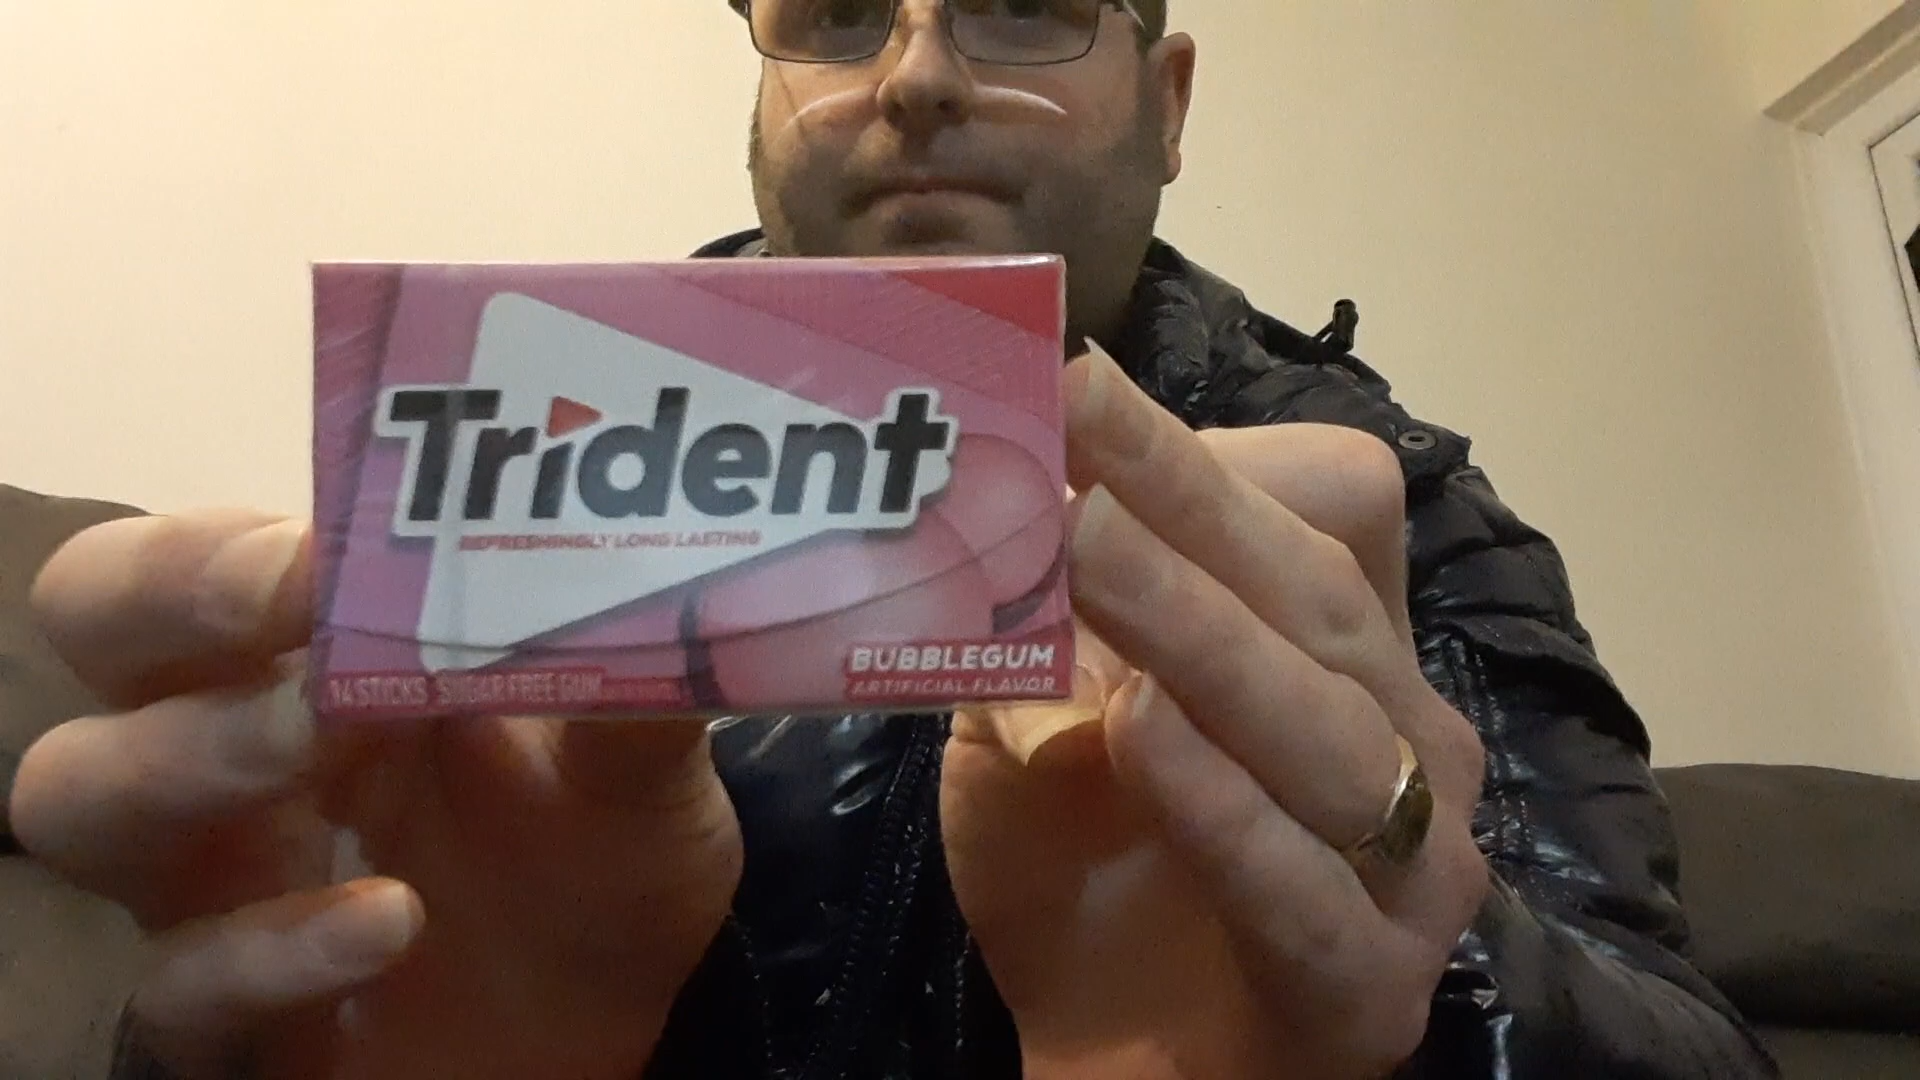 Trident
REFRESHINGLY LONG LASTING
BUBBLEGUM
ARTIFICIAL FLAVOR
14 STICKS SUGAR FREE GUM